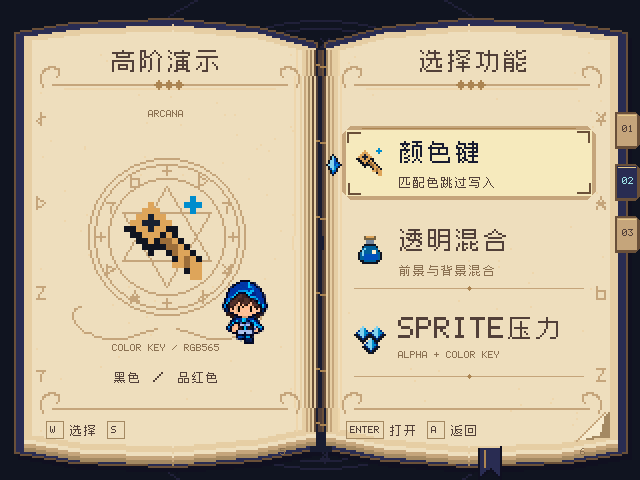 高阶演示
ARCANA
COLOR KEY / RGB565
黑色 / 品红色
W 选择 S
选择功能
颜色键
匹配色跳过写入
透明混合
前景与背景混合
SPRITE压力
ALPHA + COLOR KEY
ENTER 打开 A 返回
01
02
03